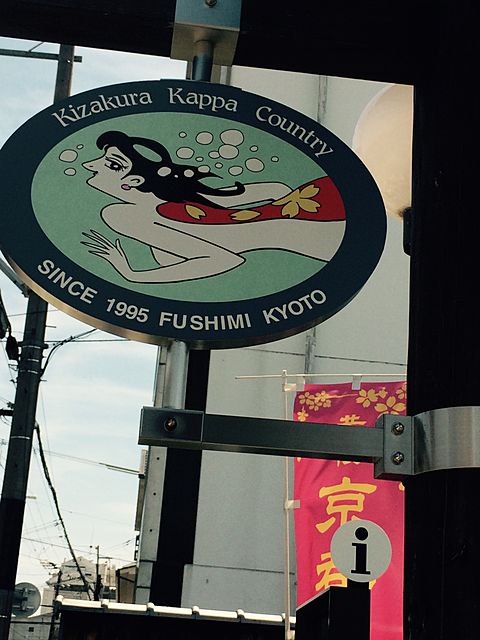 Kizakura Kappa Country
SINCE 1995 FUSHIMI KYOTO
京
i